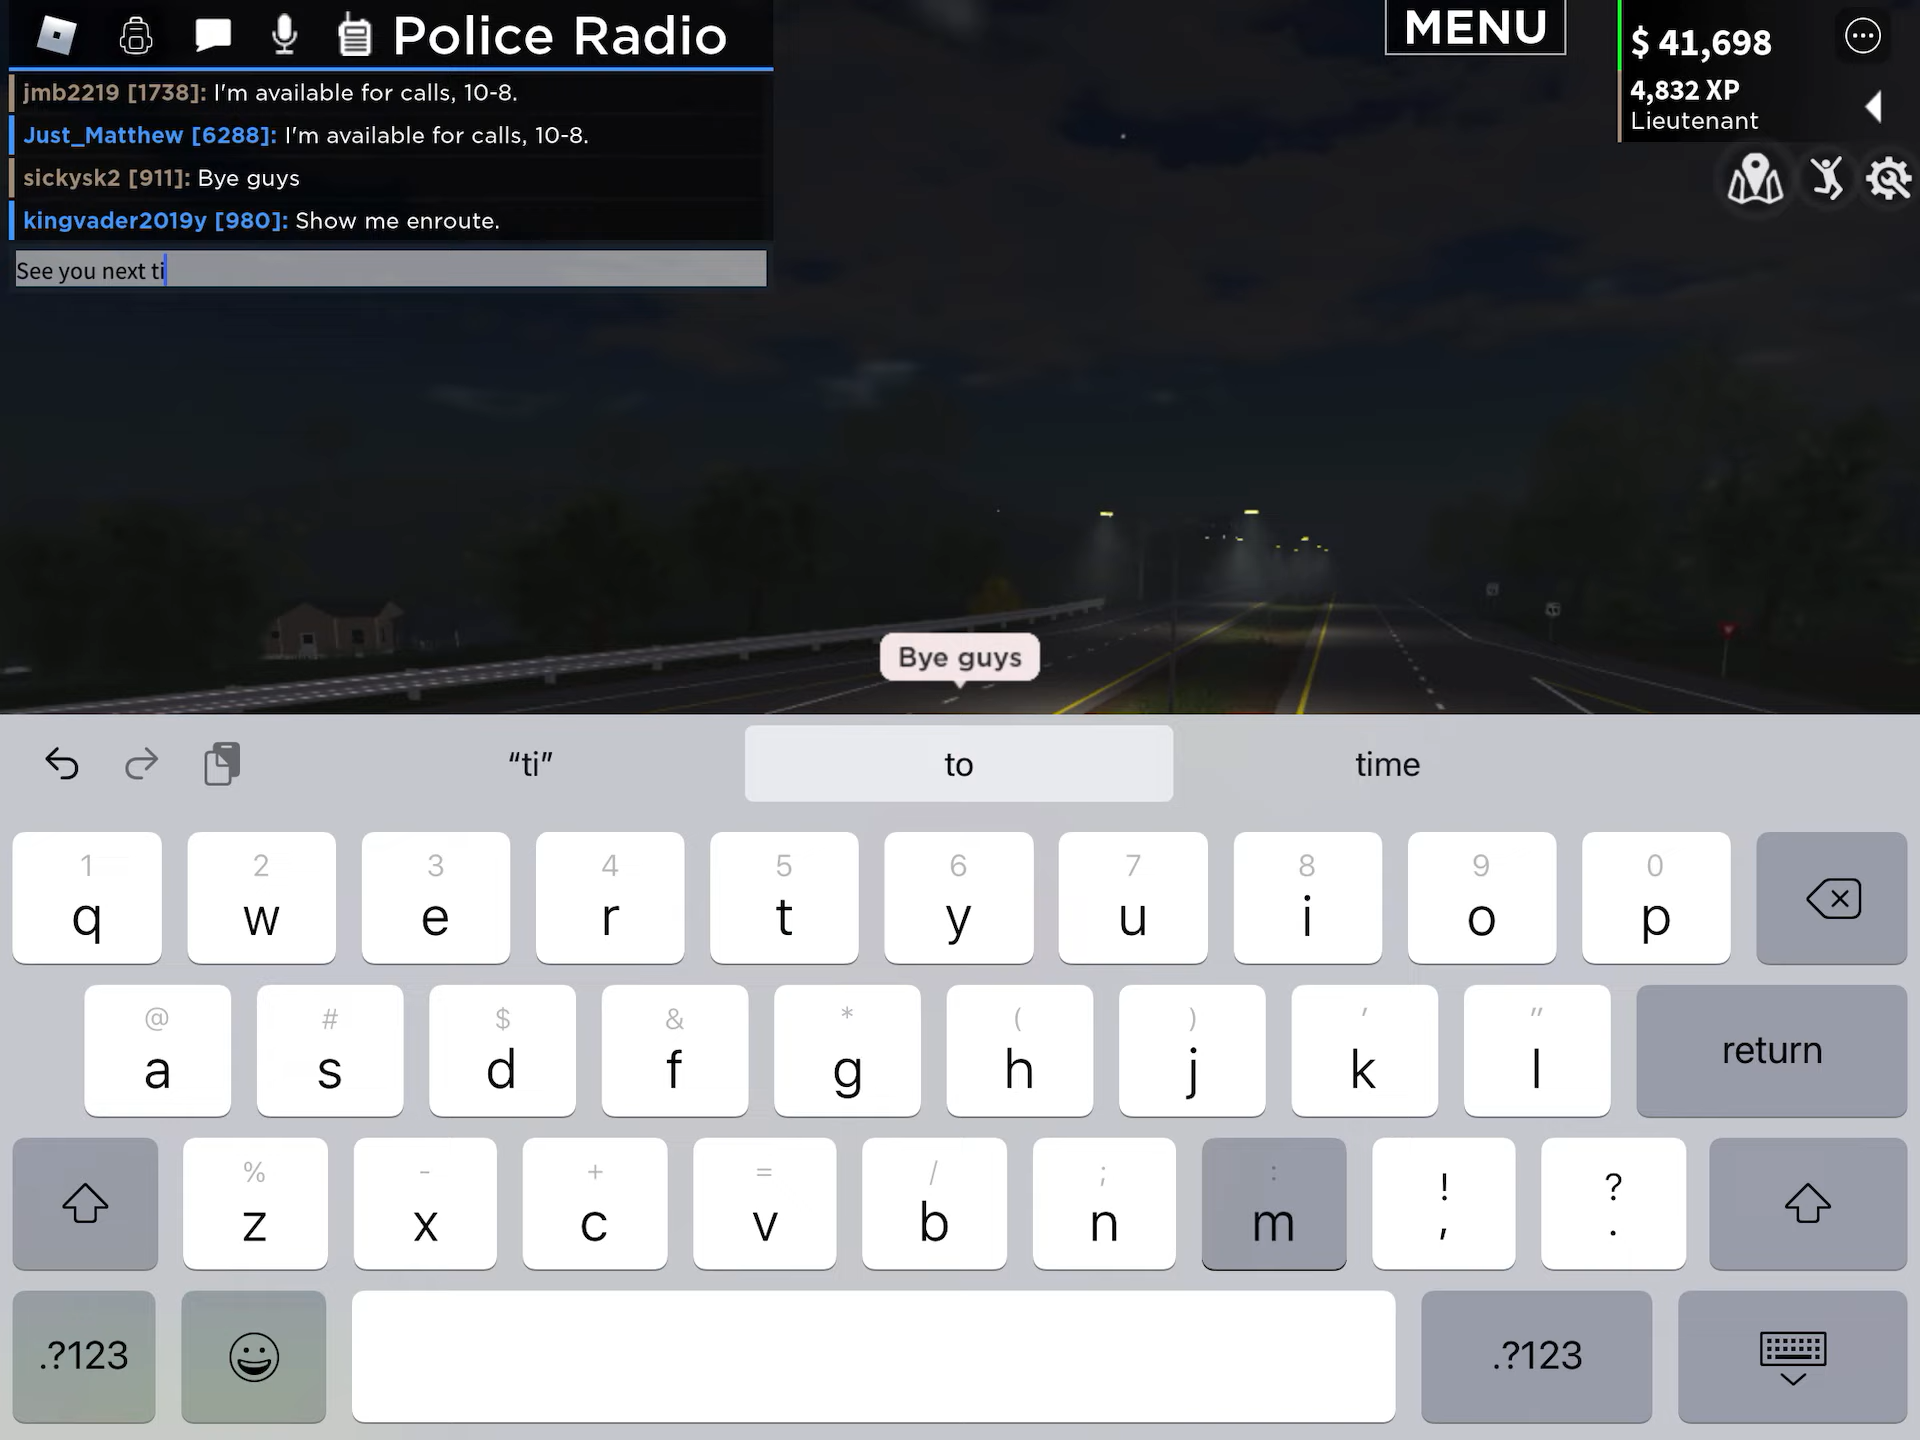 Police Radio
MENU
$ 41,698
4,832 XP
Lieutenant
jmb2219 [1738]: I'm available for calls, 10-8.
Just_Matthew [6288]: I'm available for calls, 10-8.
sickysk2 [911]: Bye guys
kingvader2019y [980]: Show me enroute.
See you next ti
Bye guys
“ti” to time
1 2 3 4 5 6 7 8 9 0
q w e r t y u i o p
@ # $ & * ( ) ' "
a s d f g h j k l return
% - + = / ; : ! ?
z x c v b n m , .
.?123 .?123